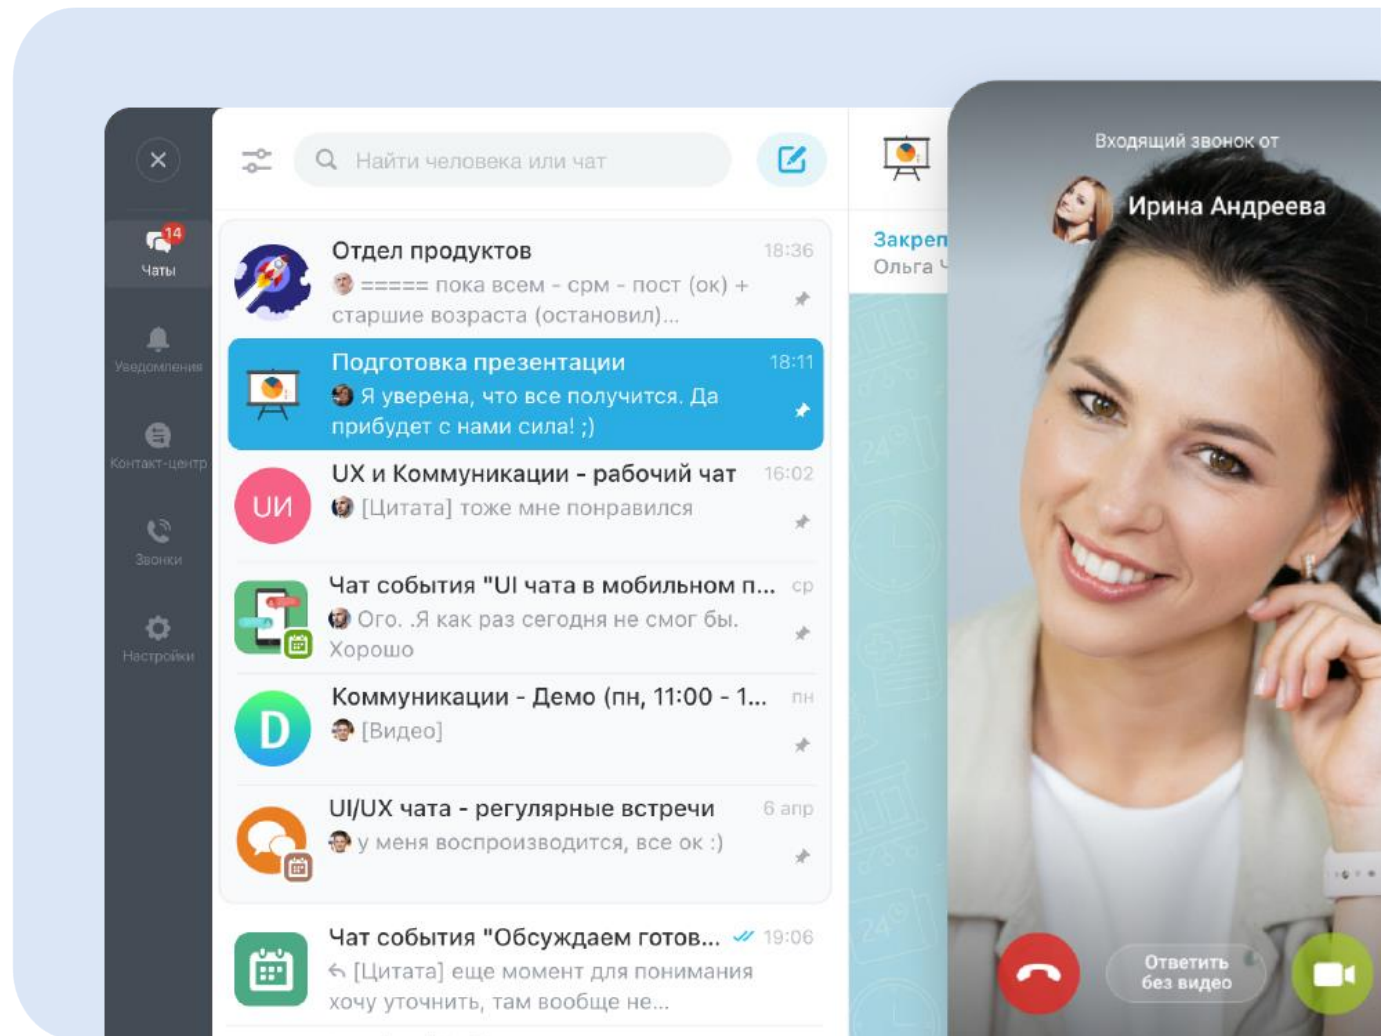 Найти человека или чат
14
Чаты
Уведомления
Контакт-центр
Звонки
Настройки
Отдел продуктов 18:36
===== пока всем - срм - пост (ок) +
старшие возраста (остановил)...
Подготовка презентации 18:11
Я уверена, что все получится. Да
прибудет с нами сила! ;)
UX и Коммуникации - рабочий чат 16:02
UИ
[Цитата] тоже мне понравился
Чат события "UI чата в мобильном п... ср
Ого. .Я как раз сегодня не смог бы.
Хорошо
Коммуникации - Демо (пн, 11:00 - 1... пн
D
[Видео]
UI/UX чата - регулярные встречи 6 апр
у меня воспроизводится, все ок :)
Чат события "Обсуждаем готов... 19:06
[Цитата] еще момент для понимания
хочу уточнить, там вообще не...
Закреп
Ольга
Входящий звонок от
Ирина Андреева
Ответить
без видео